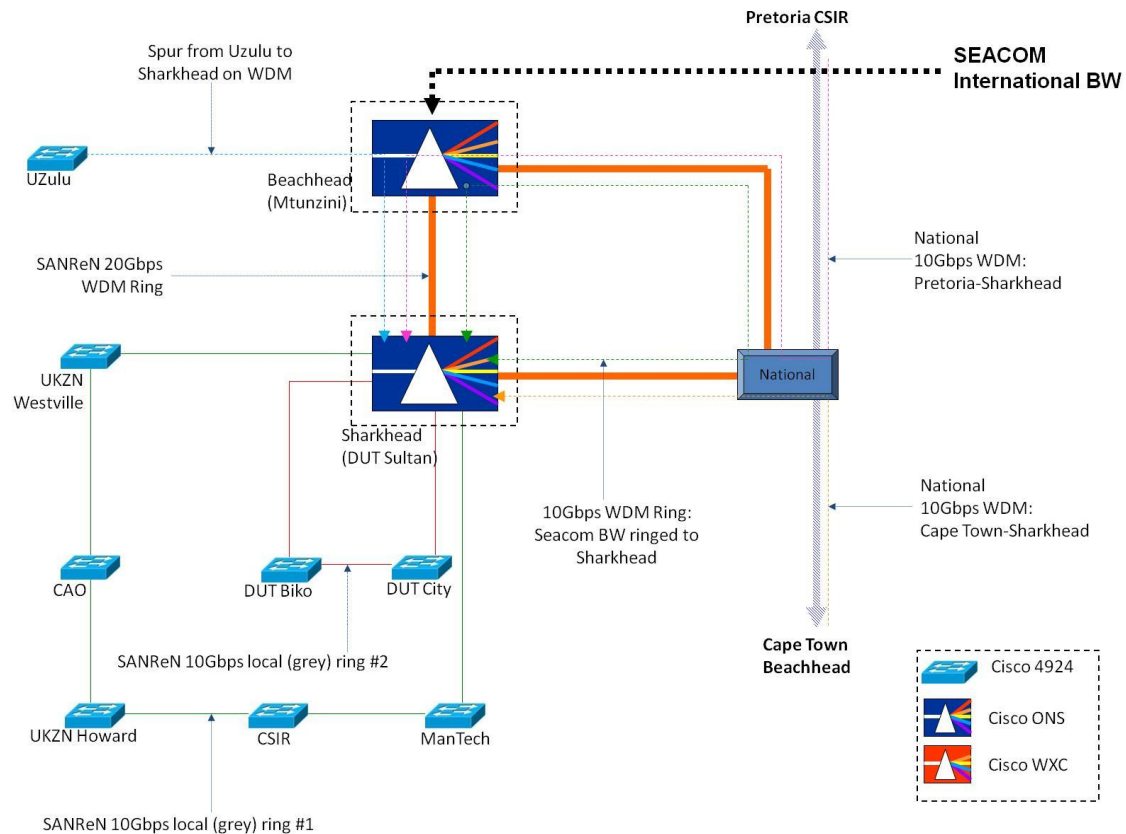 Pretoria CSIR
Spur from Uzulu to
Sharkhead on WDM
SEACOM
International BW
UZulu
Beachhead
(Mtunzini)
National
10Gbps WDM:
Pretoria-Sharkhead
SANReN 20Gbps
WDM Ring
UKZN
Westville
National
Sharkhead
(DUT Sultan)
10Gbps WDM Ring:
Seacom BW ringed to
Sharkhead
National
10Gbps WDM:
Cape Town-Sharkhead
CAO
DUT Biko
DUT City
SANReN 10Gbps local (grey) ring #2
Cape Town
Beachhead
Cisco 4924
Cisco ONS
Cisco WXC
UKZN Howard
CSIR
ManTech
SANReN 10Gbps local (grey) ring #1